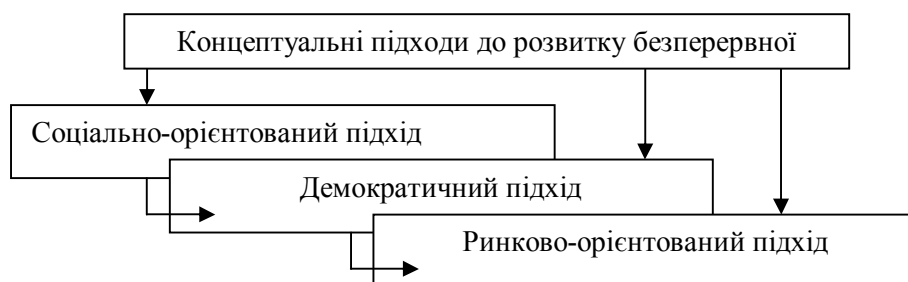 Концептуальні підходи до розвитку безперервної
Соціально-орієнтований підхід
Демократичний підхід
Ринково-орієнтований підхід